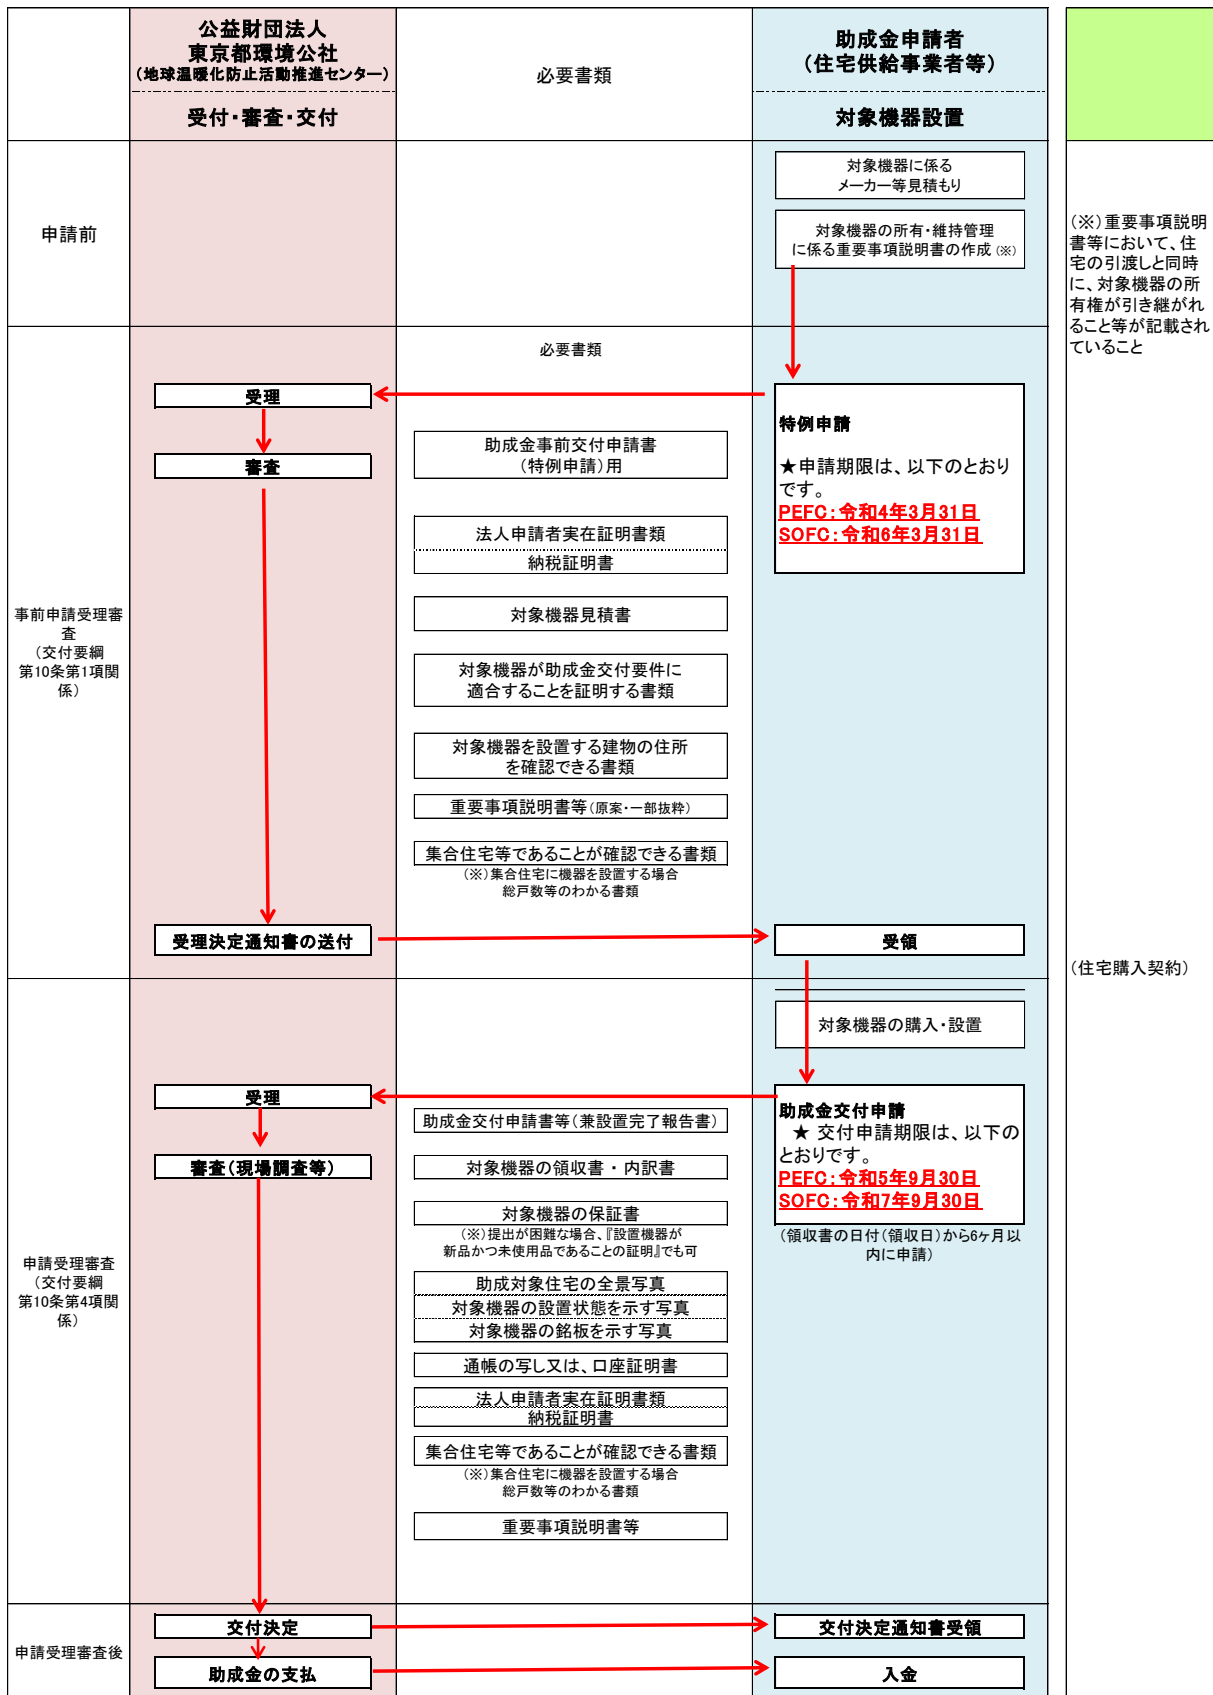 公益財団法人
東京都環境公社
（地球温暖化防止活動推進センター）
受付・審査・交付
必要書類
助成金申請者
（住宅供給事業者等）
対象機器設置
申請前
対象機器に係る
メーカー等見積もり
対象機器の所有・維持管理
に係る重要事項説明書の作成（※）
（※）重要事項説明
書等において、住
宅の引渡しと同時
に、対象機器の所
有権が引き継がれ
ること等が記載され
ていること
事前申請受理審
査
（交付要綱
第10条第1項関
係）
必要書類
受理
審査
助成金事前交付申請書
（特例申請）用
法人申請者実在証明書類
納税証明書
対象機器見積書
対象機器が助成金交付要件に
適合することを証明する書類
対象機器を設置する建物の住所
を確認できる書類
重要事項説明書等（原案・一部抜粋）
集合住宅等であることが確認できる書類
（※）集合住宅に機器を設置する場合
総戸数等のわかる書類
特例申請
★申請期限は、以下のとおり
です。
PEFC：令和4年3月31日
SOFC：令和6年3月31日
受理決定通知書の送付
受領
（住宅購入契約）
申請受理審査
（交付要綱
第10条第4項関
係）
対象機器の購入・設置
受理
審査（現場調査等）
助成金交付申請書等（兼設置完了報告書）
対象機器の領収書・内訳書
対象機器の保証書
（※）提出が困難な場合、『設置機器が
新品かつ未使用品であることの証明』でも可
助成対象住宅の全景写真
対象機器の設置状態を示す写真
対象機器の銘板を示す写真
通帳の写し又は、口座証明書
法人申請者実在証明書類
納税証明書
集合住宅等であることが確認できる書類
（※）集合住宅に機器を設置する場合
総戸数等のわかる書類
重要事項説明書等
助成金交付申請
★ 交付申請期限は、以下の
とおりです。
PEFC：令和5年9月30日
SOFC：令和7年9月30日
（領収書の日付（領収日）から6ヶ月以
内に申請）
申請受理審査後
交付決定
交付決定通知書受領
助成金の支払
入金